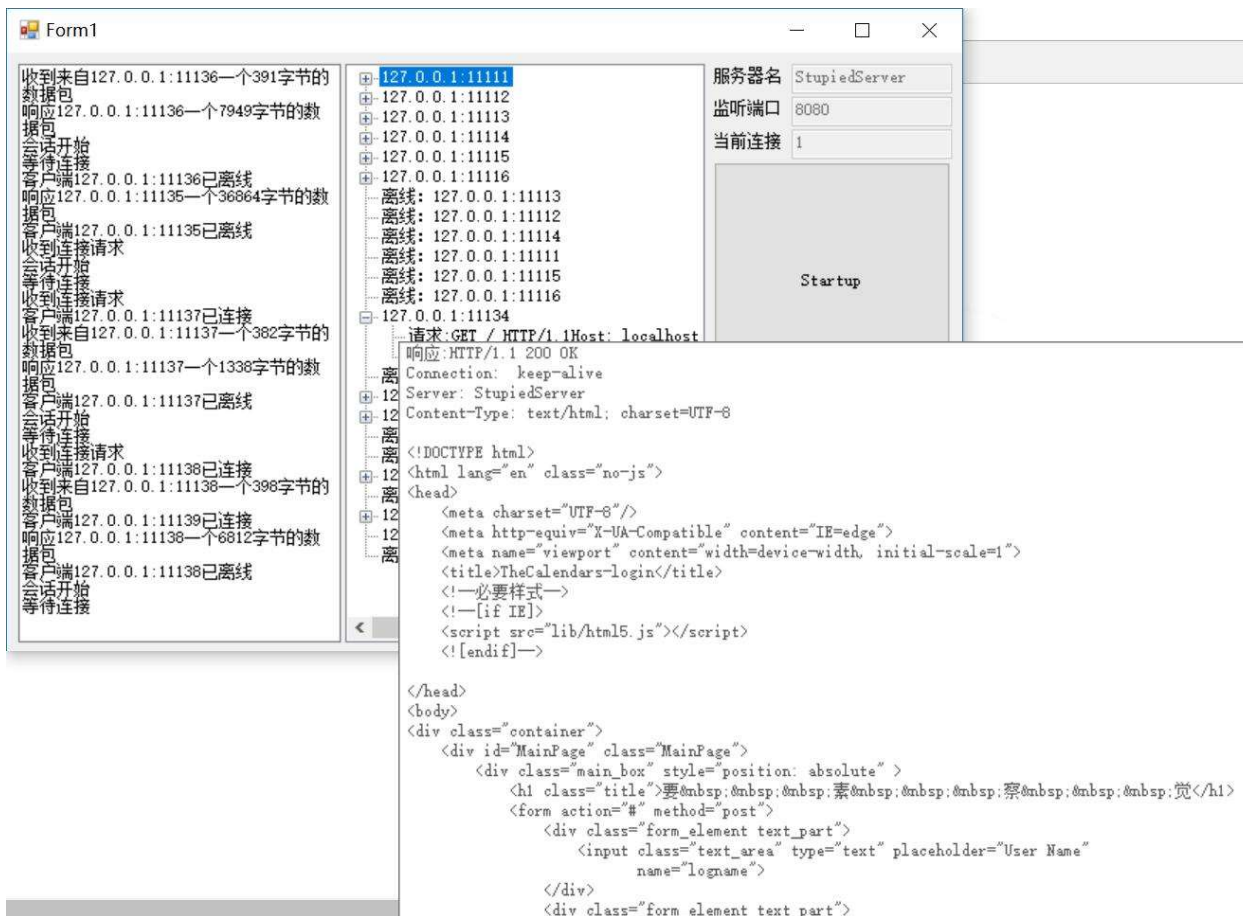 Form1
收到来自127.0.0.1:11136一个391字节的
数据包
响应127.0.0.1:11136一个7949字节的数
据包
会话开始
等待连接
客户端127.0.0.1:11136已离线
响应127.0.0.1:11135一个36864字节的数
据包
客户端127.0.0.1:11135已离线
收到连接请求
会话开始
等待连接
收到连接请求
客户端127.0.0.1:11137已连接
收到来自127.0.0.1:11137一个382字节的
数据包
响应127.0.0.1:11137一个1338字节的数
据包
客户端127.0.0.1:11137已离线
会话开始
等待连接
收到连接请求
客户端127.0.0.1:11138已连接
收到来自127.0.0.1:11138一个398字节的
数据包
客户端127.0.0.1:11139已连接
响应127.0.0.1:11138一个6812字节的数
据包
客户端127.0.0.1:11138已离线
会话开始
等待连接
127.0.0.1:11111
127.0.0.1:11112
127.0.0.1:11113
127.0.0.1:11114
127.0.0.1:11115
127.0.0.1:11116
离线: 127.0.0.1:11113
离线: 127.0.0.1:11112
离线: 127.0.0.1:11114
离线: 127.0.0.1:11111
离线: 127.0.0.1:11115
离线: 127.0.0.1:11116
127.0.0.1:11134
请求:GET / HTTP/1.1Host: localhost
离
12
离
离
12
离
12
12
离
服务器名 StupiedServer
监听端口 8080
当前连接 1
Startup
响应:HTTP/1.1 200 OK
Connection:  keep-alive
Server: StupiedServer
Content-Type: text/html; charset=UTF-8
<!DOCTYPE html>
<html lang="en" class="no-js">
<head>
<meta charset="UTF-8"/>
<meta http-equiv="X-UA-Compatible" content="IE=edge">
<meta name="viewport" content="width=device-width, initial-scale=1">
<title>TheCalendars-login</title>
<!--必要样式-->
<!--[if IE]>
<script src="lib/html5.js"></script>
<![endif]-->
</head>
<body>
<div class="container">
<div id="MainPage" class="MainPage">
<div class="main_box" style="position: absolute" >
<h1 class="title">要&nbsp;&nbsp;&nbsp;素&nbsp;&nbsp;&nbsp;察&nbsp;&nbsp;&nbsp;觉</h1>
<form action="#" method="post">
<div class="form_element text_part">
<input class="text_area" type="text" placeholder="User Name"
name="logname">
</div>
<div class="form_element text_part">